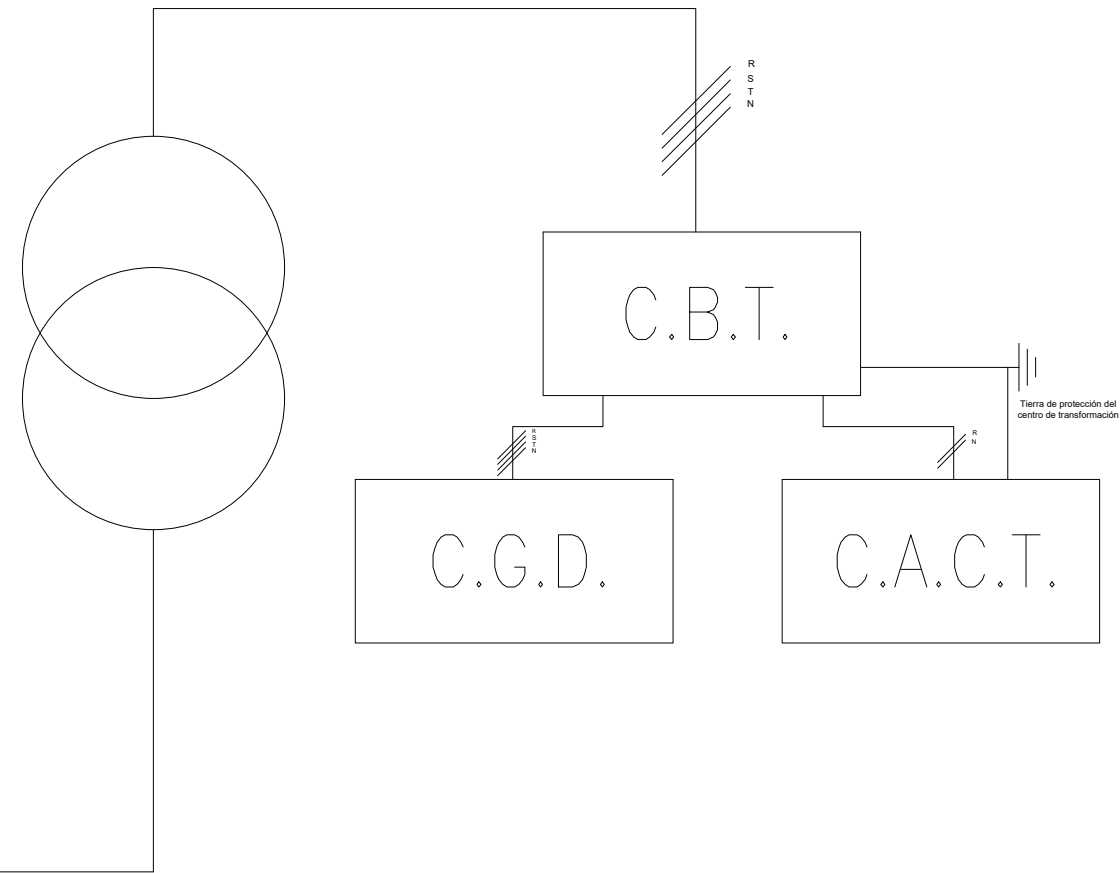 R
S
T
N
C.B.T.
Tierra de protección del
centro de transformación
R
S
T
N
R
N
C.G.D.
C.A.C.T.